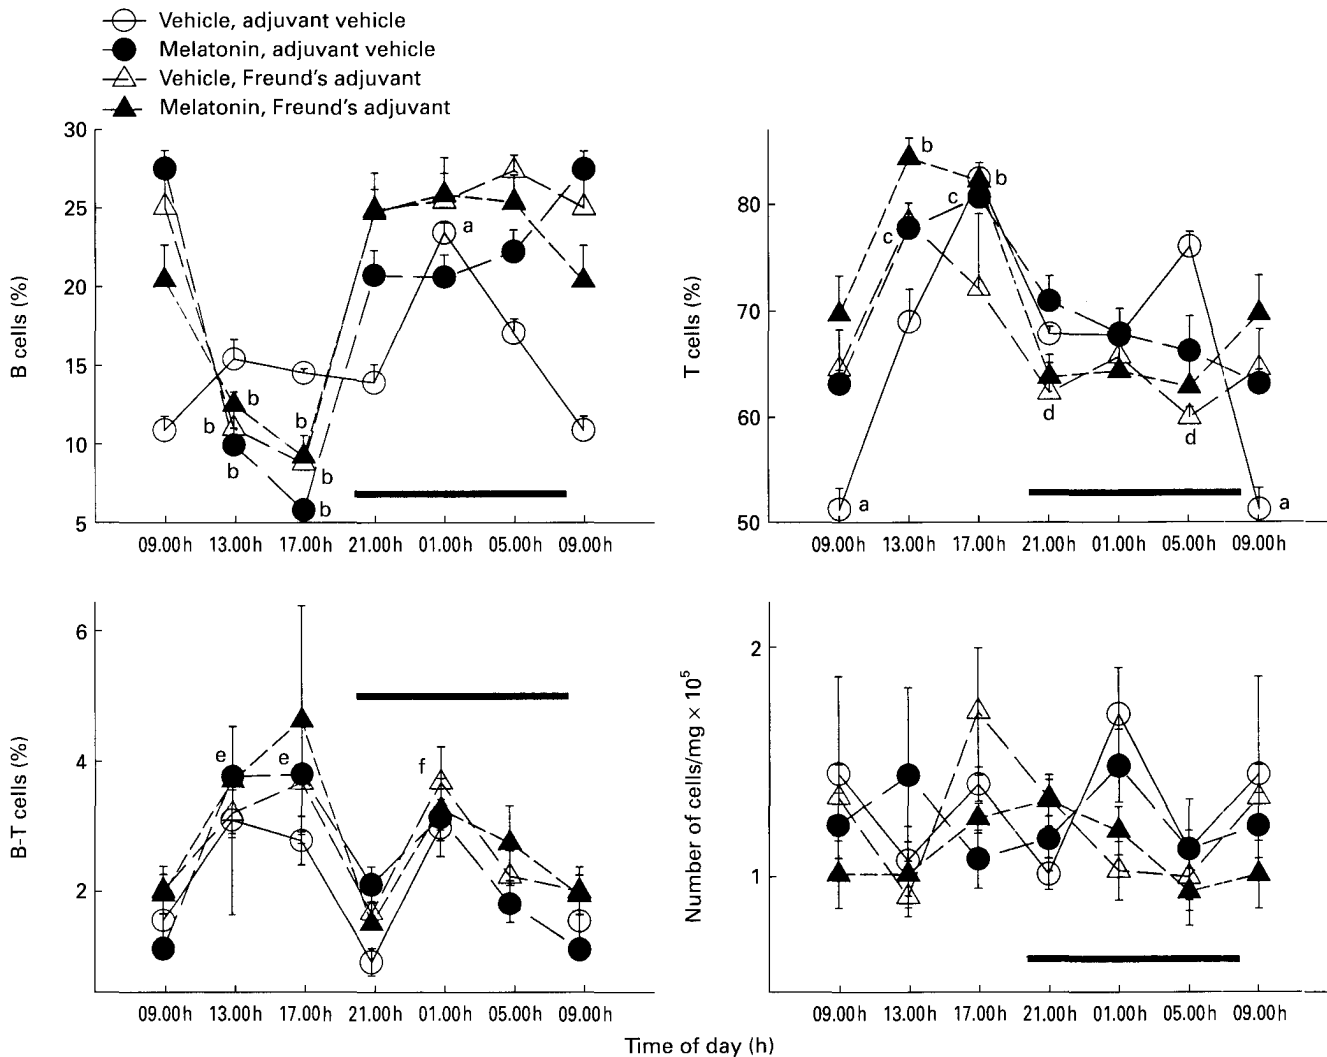 Vehicle, adjuvant vehicle
Melatonin, adjuvant vehicle
Vehicle, Freund's adjuvant
Melatonin, Freund's adjuvant
B cells (%)
30
25
20
15
10
5
a
b
b
b
b
b
b
09.00h 13.00h 17.00h 21.00h 01.00h 05.00h 09.00h
T cells (%)
80
70
60
50
b
b
c
c
d
d
a
a
09.00h 13.00h 17.00h 21.00h 01.00h 05.00h 09.00h
B-T cells (%)
6
4
2
e
e
f
09.00h 13.00h 17.00h 21.00h 01.00h 05.00h 09.00h
Number of cells/mg × 10⁵
2
1
09.00h 13.00h 17.00h 21.00h 01.00h 05.00h 09.00h
Time of day (h)